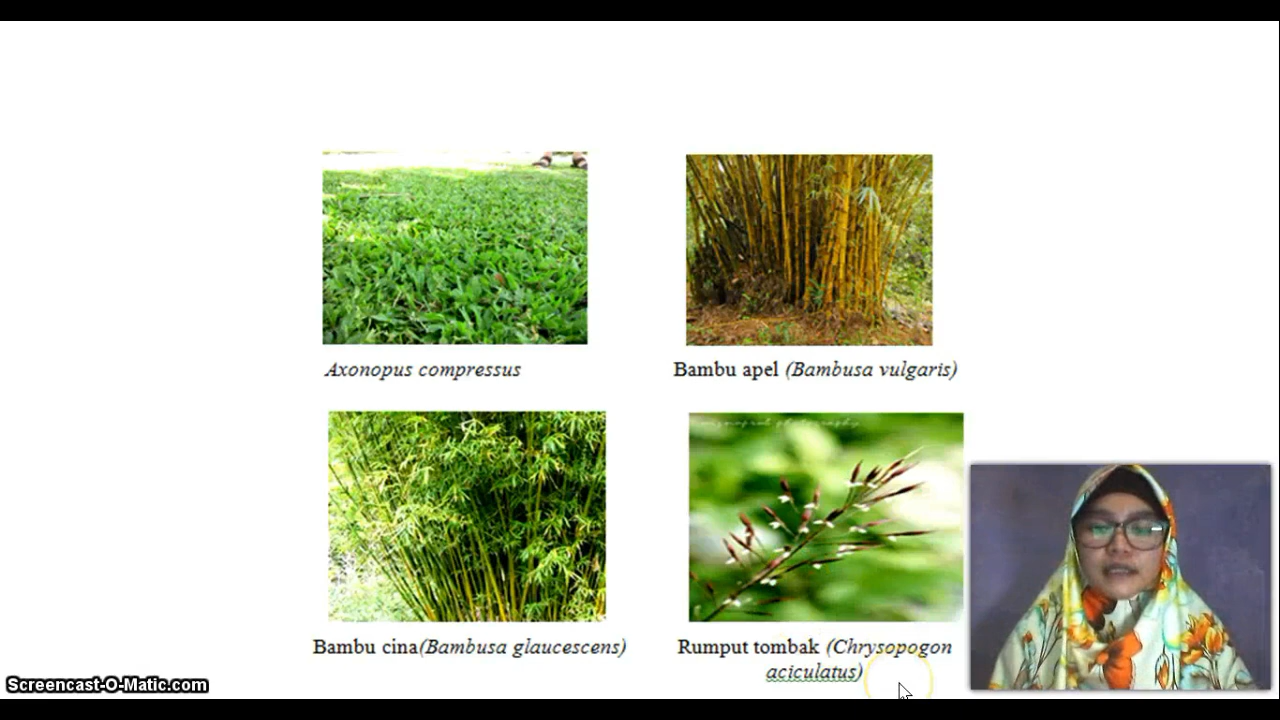 Axonopus compressus
Bambu apel (Bambusa vulgaris)
Bambu cina(Bambusa glaucescens)
Rumput tombak (Chrysopogon
aciculatus)
Screencast-O-Matic.com